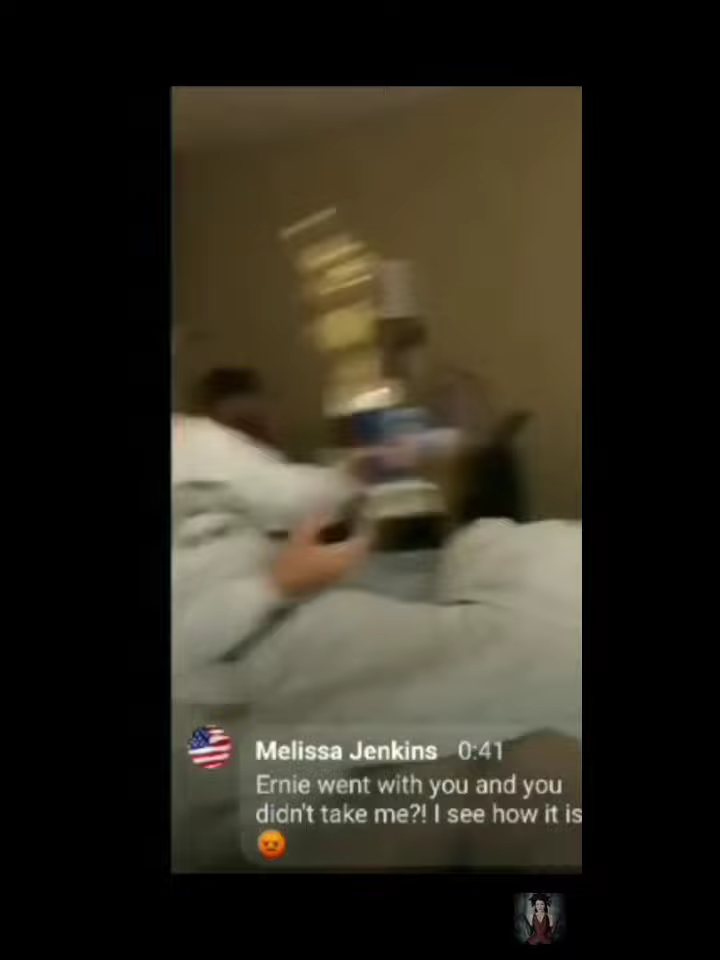 Melissa Jenkins 0:41
Ernie went with you and you
didn't take me?! I see how it is
😡